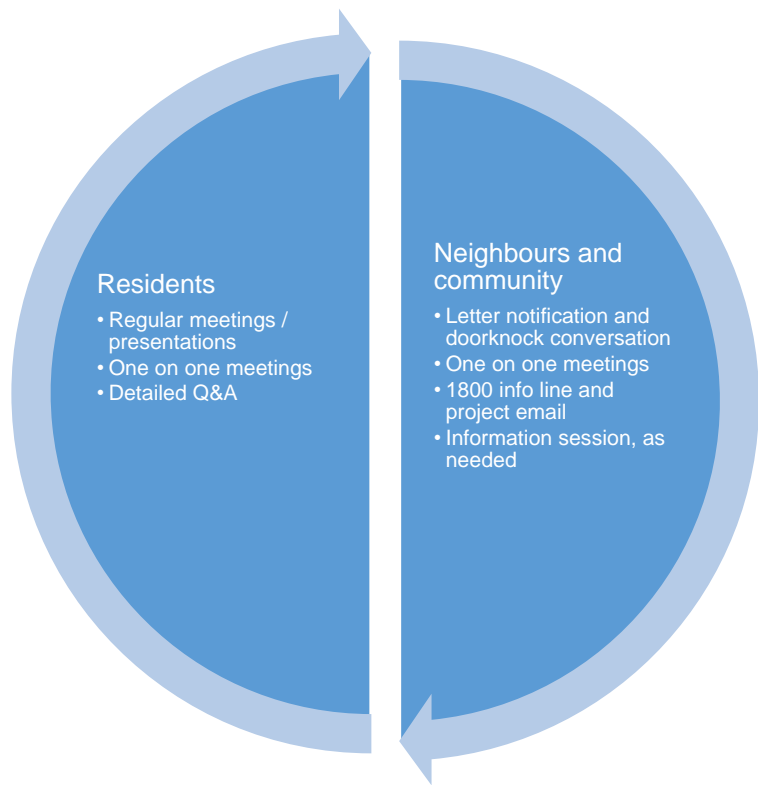 Residents
• Regular meetings /
presentations
• One on one meetings
• Detailed Q&A
Neighbours and
community
• Letter notification and
doorknock conversation
• One on one meetings
• 1800 info line and
project email
• Information session, as
needed